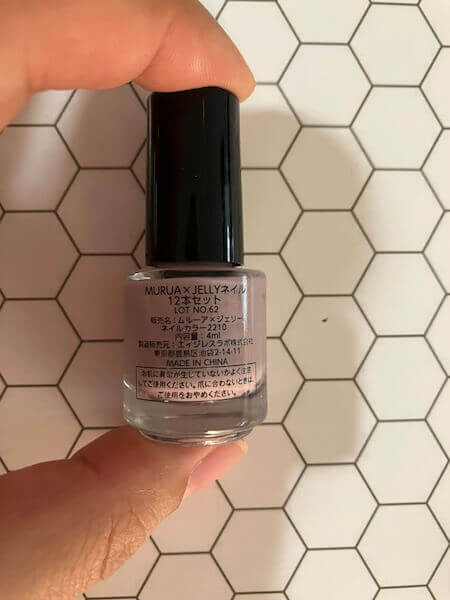 MURUA×JELLYネイル
12本セット
LOT NO.62
販売名：ムルーア×ジェリー
ネイルカラー2210
内容量：4ml
製造販売元：エイジレスラボ株式会社
東京都豊島区池袋2-14-11
MADE IN CHINA
お肌に異常が生じていないかよく注意
してご使用ください。爪に合わないときは、
ご使用をおやめください。